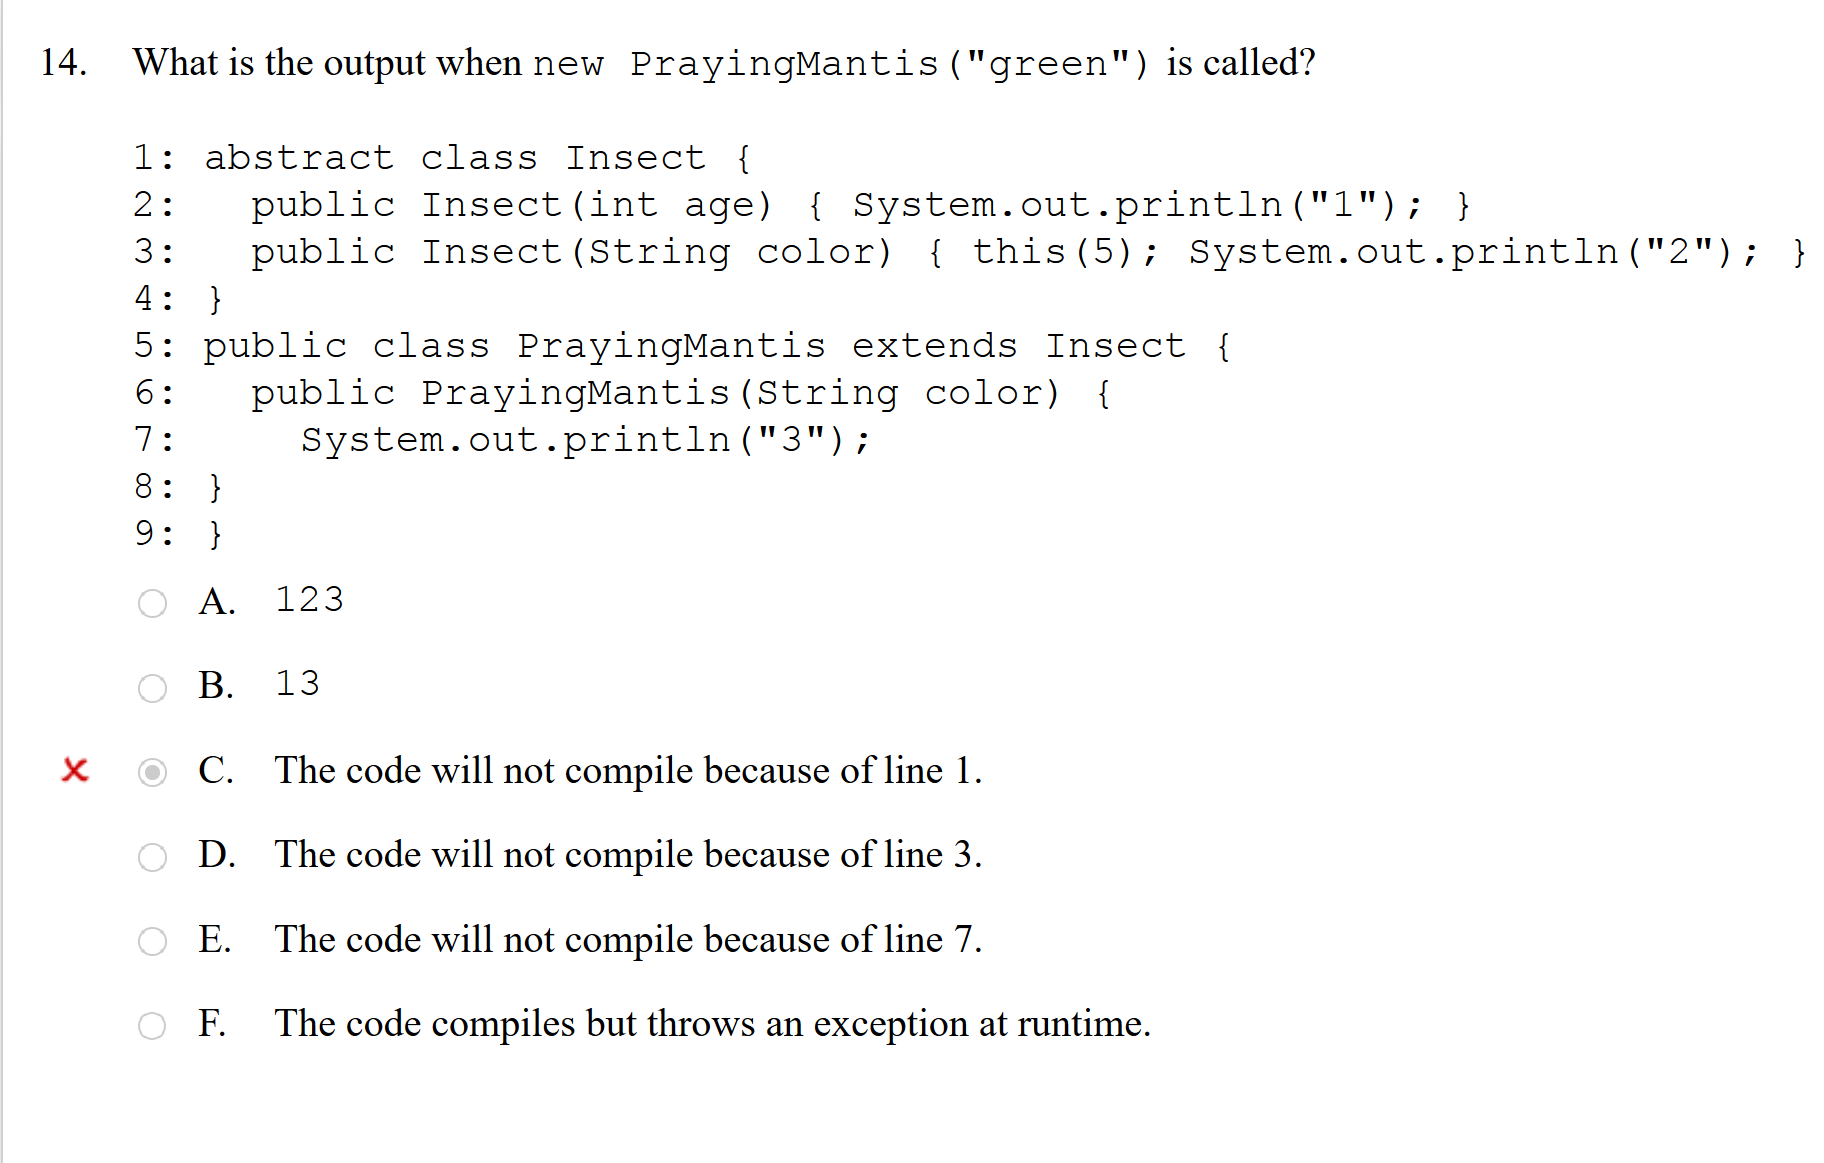 14. What is the output when new PrayingMantis("green") is called?
1: abstract class Insect {
2:   public Insect(int age) { System.out.println("1"); }
3:   public Insect(String color) { this(5); System.out.println("2"); }
4: }
5: public class PrayingMantis extends Insect {
6:   public PrayingMantis(String color) {
7:     System.out.println("3");
8: }
9: }
A. 123
B. 13
C. The code will not compile because of line 1.
D. The code will not compile because of line 3.
E. The code will not compile because of line 7.
F. The code compiles but throws an exception at runtime.